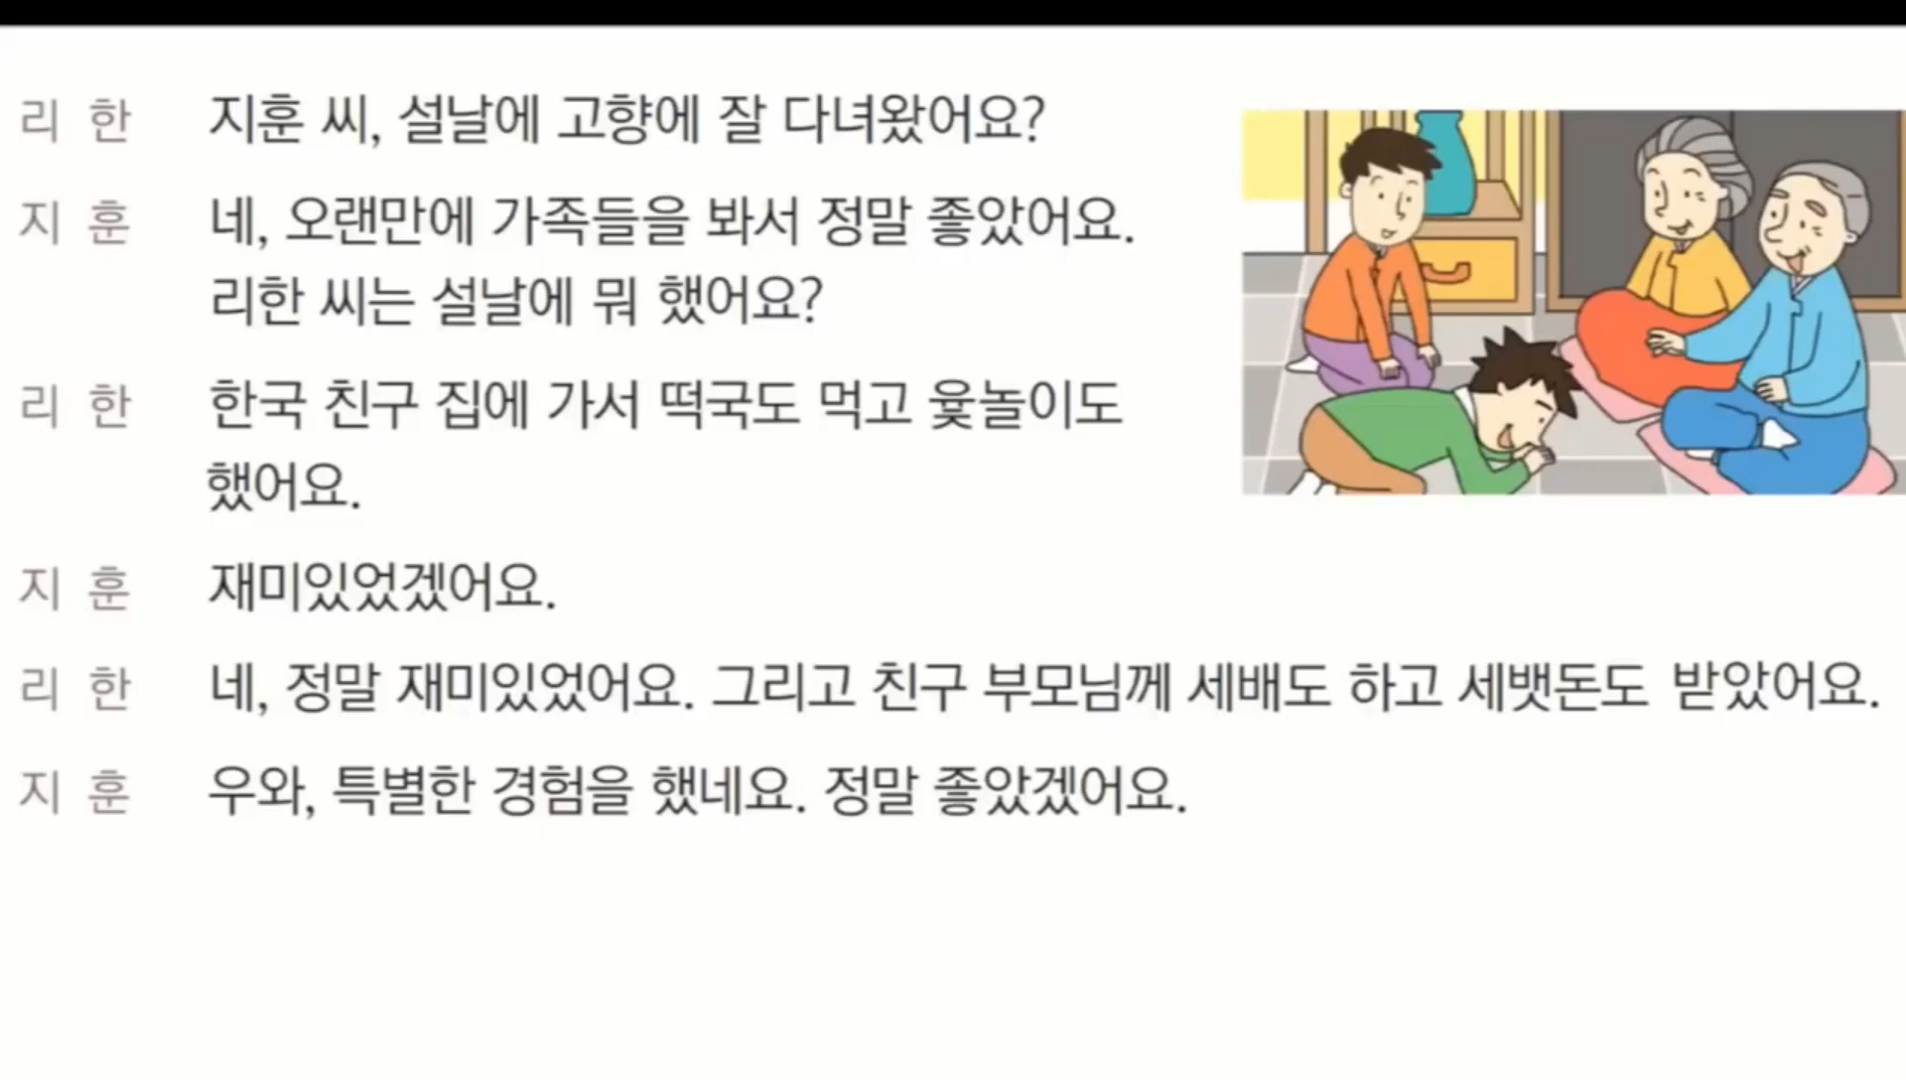 리 한 지훈 씨, 설날에 고향에 잘 다녀왔어요?
지 훈 네, 오랜만에 가족들을 봐서 정말 좋았어요.
리한 씨는 설날에 뭐 했어요?
리 한 한국 친구 집에 가서 떡국도 먹고 윷놀이도
했어요.
지 훈 재미있었겠어요.
리 한 네, 정말 재미있었어요. 그리고 친구 부모님께 세배도 하고 세뱃돈도 받았어요.
지 훈 우와, 특별한 경험을 했네요. 정말 좋았겠어요.